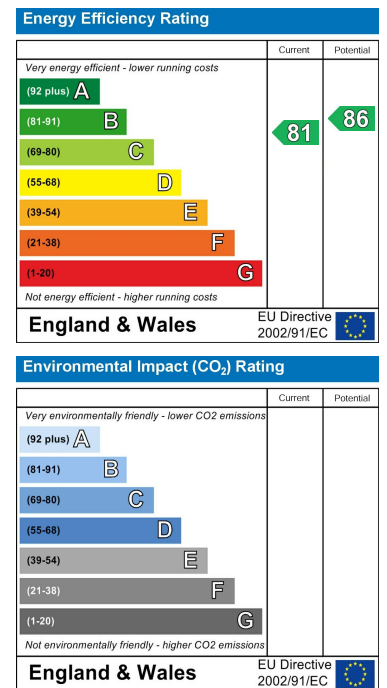 Energy Efficiency Rating
Current Potential
Very energy efficient - lower running costs
(92 plus) A
(81-91) B
(69-80) C
(55-68) D
(39-54) E
(21-38) F
(1-20) G
81
86
Not energy efficient - higher running costs
England & Wales
EU Directive
2002/91/EC
Environmental Impact (CO₂) Rating
Current Potential
Very environmentally friendly - lower CO2 emissions
(92 plus) A
(81-91) B
(69-80) C
(55-68) D
(39-54) E
(21-38) F
(1-20) G
Not environmentally friendly - higher CO2 emissions
England & Wales
EU Directive
2002/91/EC